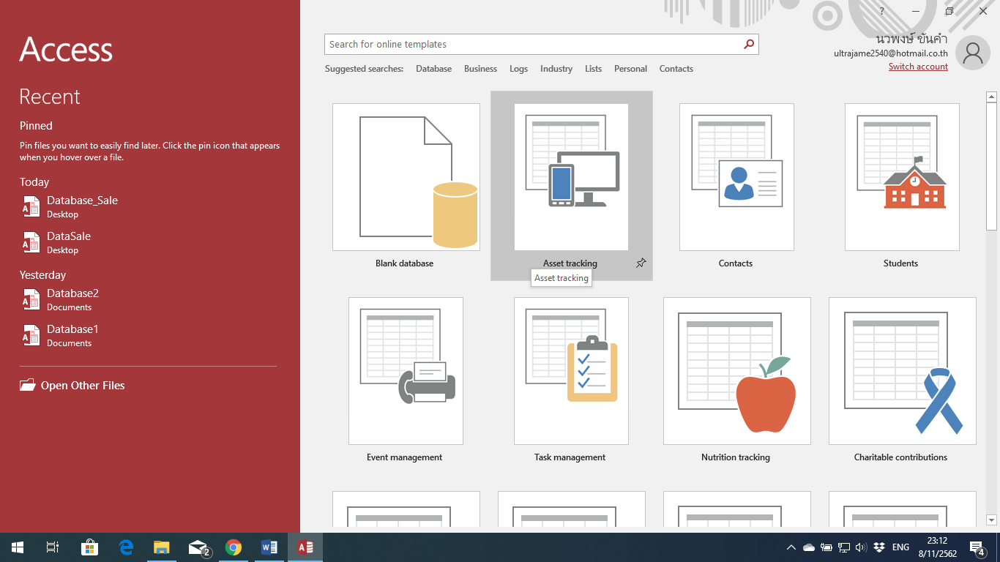 Access
Recent
Pinned
Pin files you want to easily find later. Click the pin icon that appears
when you hover over a file.
Today
Database_Sale
Desktop
DataSale
Desktop
Yesterday
Database2
Documents
Database1
Documents
Open Other Files
?
Search for online templates
Suggested searches: Database Business Logs Industry Lists Personal Contacts
นวพงษ์ ขันคำ
ultrajame2540@hotmail.co.th
Switch account
Blank database
Asset tracking
Asset tracking
Contacts
Students
Event management
Task management
Nutrition tracking
Charitable contributions
2
ENG
23:12
8/11/2562
4